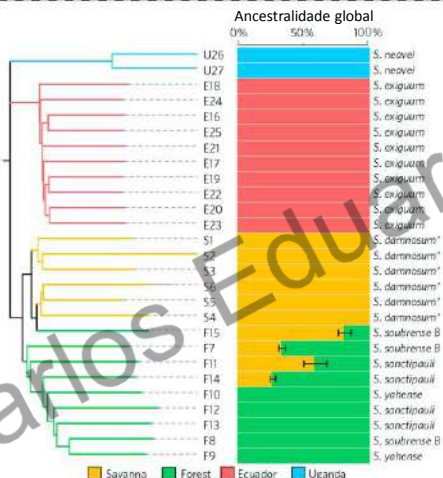 Ancestralidade global
0% 50% 100%
U26 S. neavei
U27 S. neavei
E18 S. exiguum
E24 S. exiguum
E16 S. exiguum
E25 S. exiguum
E21 S. exiguum
E17 S. exiguum
E19 S. exiguum
E22 S. exiguum
E20 S. exiguum
E23 S. exiguum
S1 S. damnosum*
S2 S. damnosum*
S3 S. damnosum*
S6 S. damnosum*
S5 S. damnosum*
S4 S. damnosum*
F15 S. soubrense B
F7 S. soubrense B
F11 S. sanctipauli
F14 S. sanctipauli
F10 S. yahense
F12 S. sanctipauli
F13 S. sanctipauli
F8 S. soubrense B
F9 S. yahense
Savanna Forest Ecuador Uganda
arlos Eduar